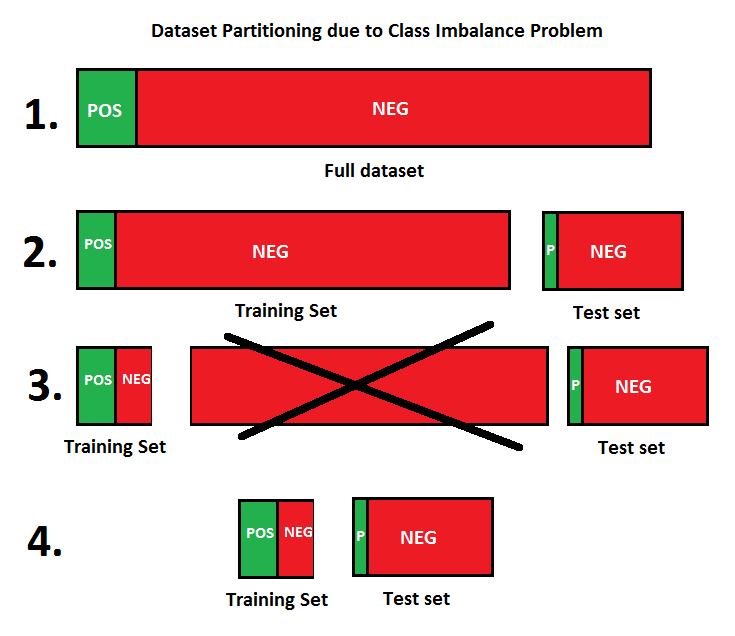 Dataset Partitioning due to Class Imbalance Problem
1.
POS
NEG
Full dataset
2.
POS
NEG
P
NEG
Training Set
Test set
3.
POS
NEG
P
NEG
Training Set
Test set
4.
POS
NEG
P
NEG
Training Set
Test set